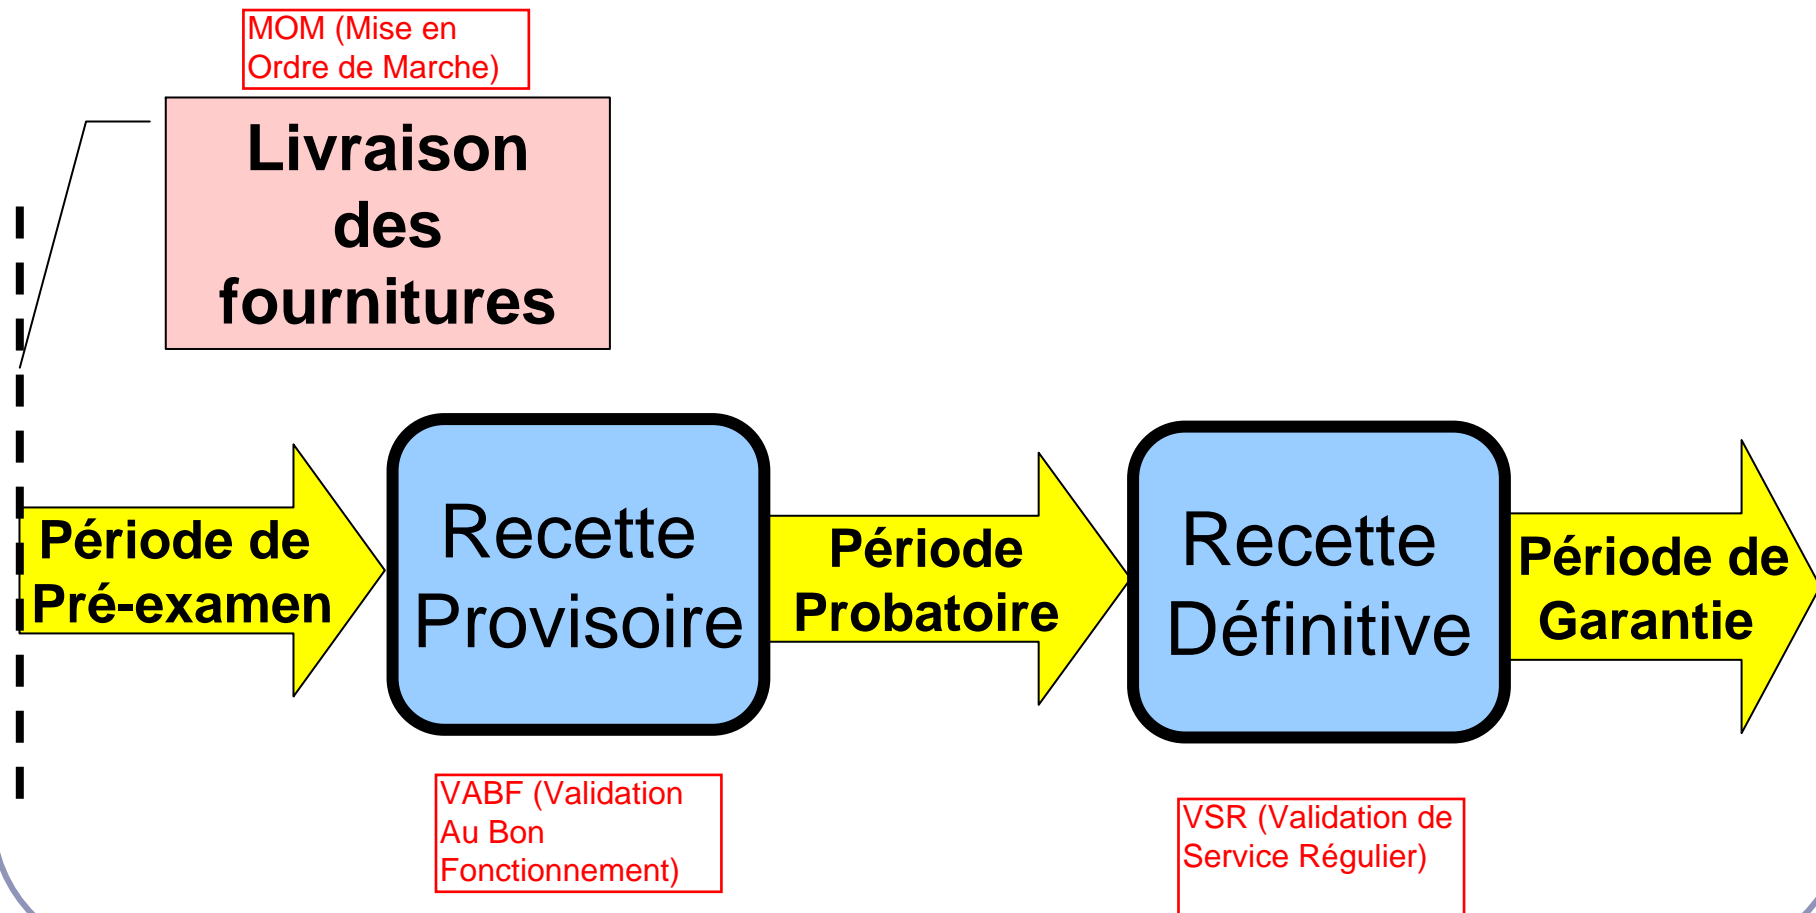 MOM (Mise en
Ordre de Marche)
Livraison
des
fournitures
Période de
Pré-examen
Recette
Provisoire
Période
Probatoire
Recette
Définitive
Période de
Garantie
VABF (Validation
Au Bon
Fonctionnement)
VSR (Validation de
Service Régulier)